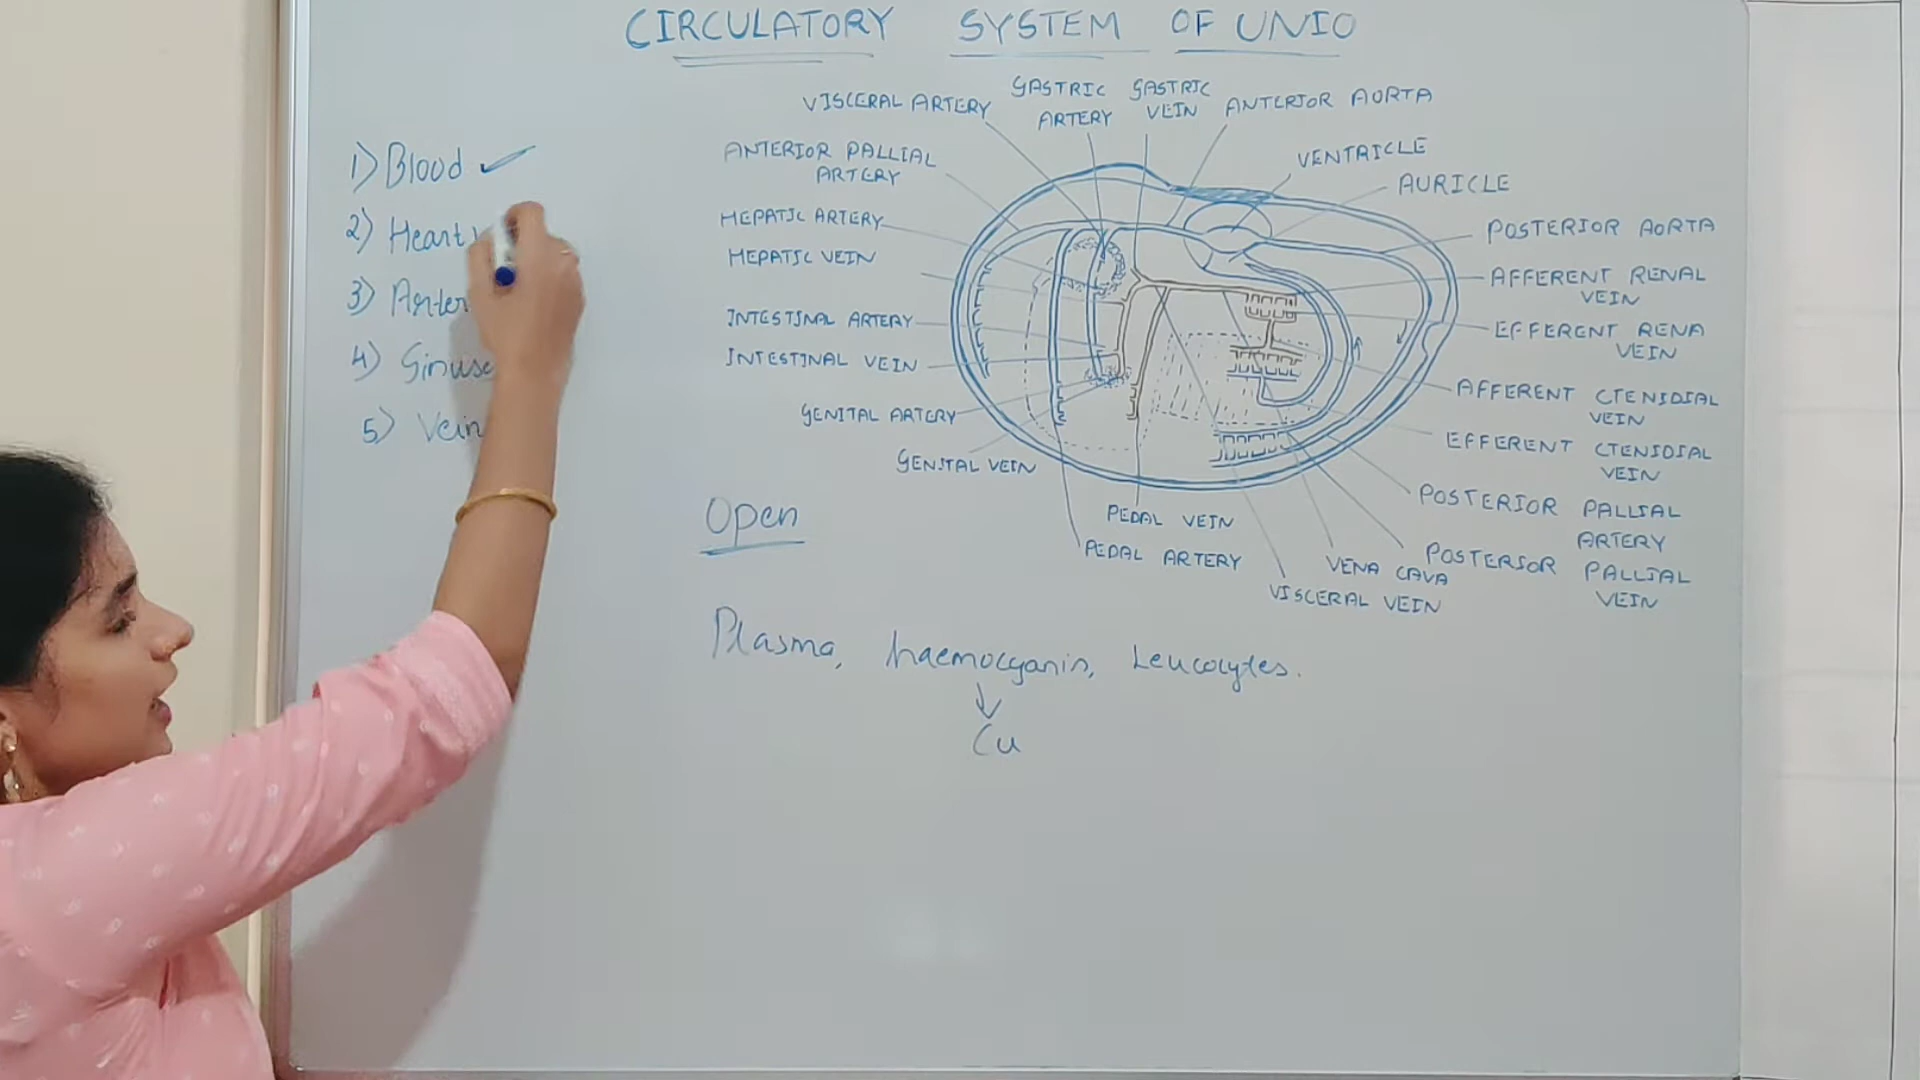 CIRCULATORY SYSTEM OF UNIO
1) Blood ✓
2) Heart
3) Arter
4) Sinuse
5) Vein
VISCERAL ARTERY
GASTRIC
ARTERY
GASTRIC
VEIN
ANTERIOR AORTA
ANTERIOR PALLIAL
ARTERY
VENTRICLE
AURICLE
HEPATIC ARTERY
HEPATIC VEIN
INTESTINAL ARTERY
INTESTINAL VEIN
GENITAL ARTERY
GENITAL VEIN
POSTERIOR AORTA
AFFERENT RENAL
VEIN
EFFERENT RENA
VEIN
AFFERENT CTENIDIAL
VEIN
EFFERENT CTENIDIAL
VEIN
POSTERIOR PALLIAL
ARTERY
POSTERIOR PALLIAL
VEIN
VENA CAVA
VISCERAL VEIN
PEDAL VEIN
PEDAL ARTERY
Open
Plasma, haemocyanin, Leucocytes.
↓
Cu